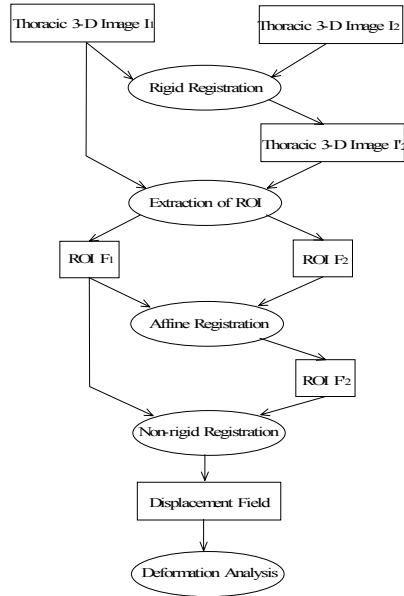 Thoracic 3-D Image I1
Thoracic 3-D Image I2
Rigid Registration
Thoracic 3-D Image I'2
Extraction of ROI
ROI F1
ROI F2
Affine Registration
ROI F'2
Non-rigid Registration
Displacement Field
Deformation Analysis